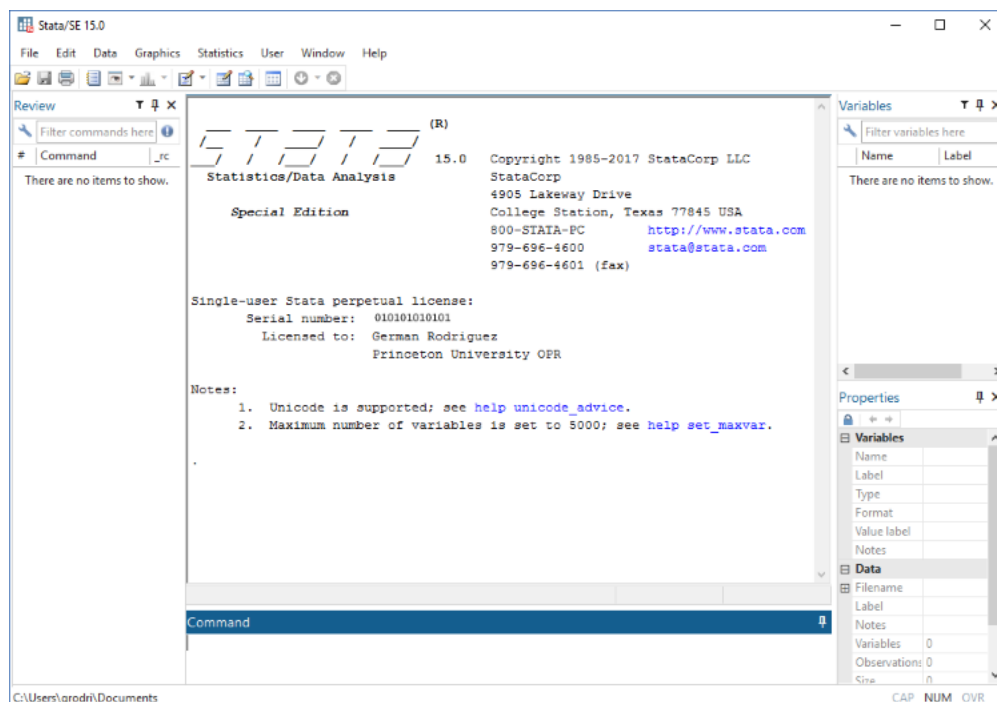 Stata/SE 15.0
File Edit Data Graphics Statistics User Window Help
Review
Filter commands here
# Command _rc
There are no items to show.
(R)
STATA 15.0 Copyright 1985-2017 StataCorp LLC
Statistics/Data Analysis StataCorp
4905 Lakeway Drive
Special Edition College Station, Texas 77845 USA
800-STATA-PC http://www.stata.com
979-696-4600 stata@stata.com
979-696-4601 (fax)
Single-user Stata perpetual license:
Serial number: 010101010101
Licensed to: German Rodriguez
Princeton University OPR
Notes:
1. Unicode is supported; see help unicode_advice.
2. Maximum number of variables is set to 5000; see help set_maxvar.
.
Command
Variables
Filter variables here
Name Label
There are no items to show.
Properties
Variables
Name
Label
Type
Format
Value label
Notes
Data
Filename
Label
Notes
Variables 0
Observations 0
Size 0
C:\Users\grodri\Documents
CAP NUM OVR